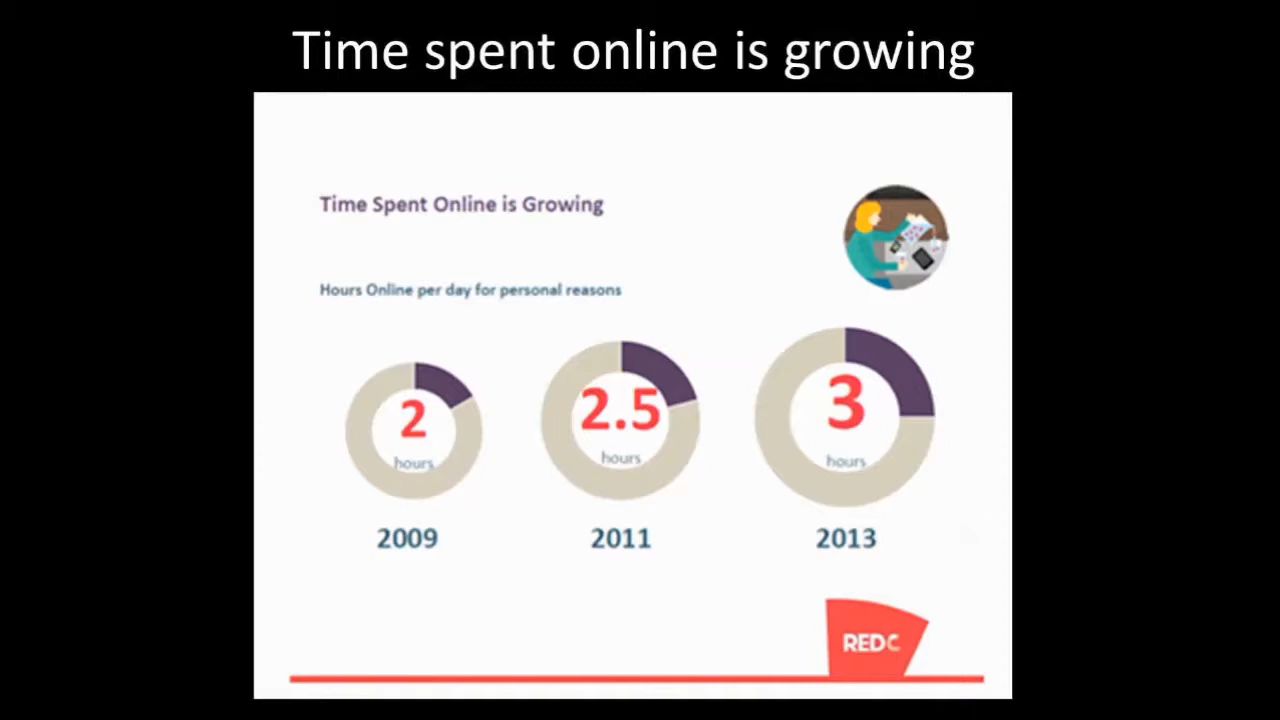 Time spent online is growing
Time Spent Online is Growing
Hours Online per day for personal reasons
2
hours
2.5
hours
3
hours
2009
2011
2013
REDC